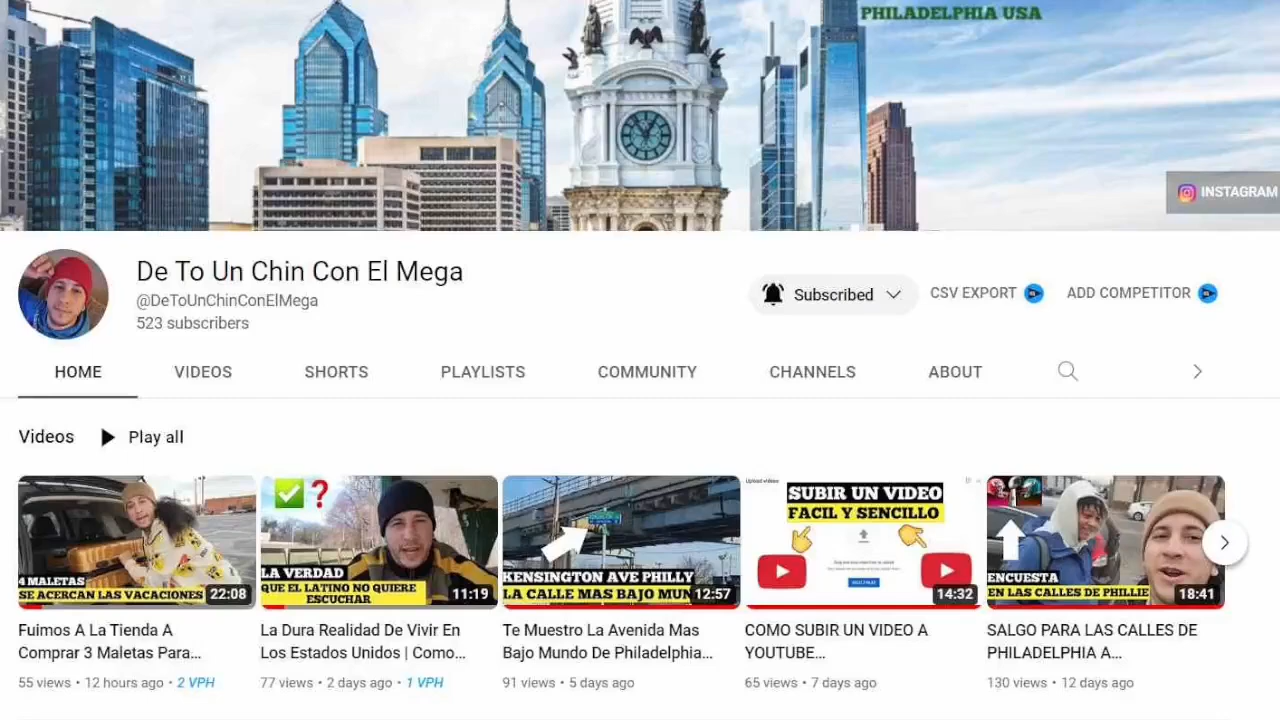 PHILADELPHIA USA
INSTAGRAM
De To Un Chin Con El Mega
@DeToUnChinConElMega
523 subscribers
Subscribed
CSV EXPORT
ADD COMPETITOR
HOME VIDEOS SHORTS PLAYLISTS COMMUNITY CHANNELS ABOUT
Videos Play all
4 MALETAS
SE ACERCAN LAS VACACIONES
22:08
LA VERDAD
QUE EL LATINO NO QUIERE
ESCUCHAR
11:19
KENSINGTON AVE PHILLY
LA CALLE MAS BAJO MUN
12:57
Upload videos
SUBIR UN VIDEO
FACIL Y SENCILLO
14:32
ENCUESTA
EN LAS CALLES DE PHILLIE
18:41
Fuimos A La Tienda A
Comprar 3 Maletas Para...
55 views • 12 hours ago • 2 VPH
La Dura Realidad De Vivir En
Los Estados Unidos | Como...
77 views • 2 days ago • 1 VPH
Te Muestro La Avenida Mas
Bajo Mundo De Philadelphia...
91 views • 5 days ago
COMO SUBIR UN VIDEO A
YOUTUBE...
65 views • 7 days ago
SALGO PARA LAS CALLES DE
PHILADELPHIA A...
130 views • 12 days ago